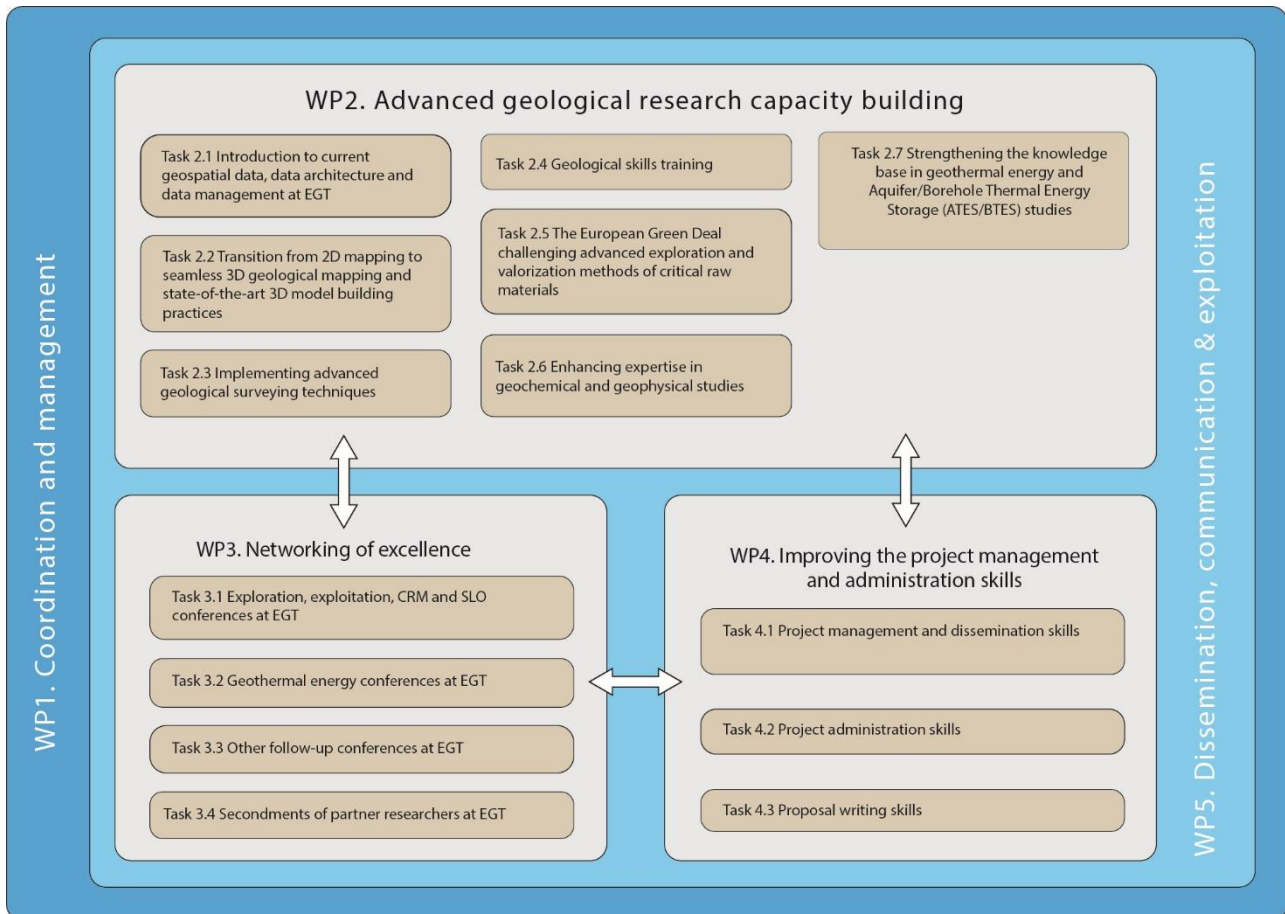 WP1. Coordination and management
WP2. Advanced geological research capacity building
Task 2.1 Introduction to current
geospatial data, data architecture and
data management at EGT
Task 2.2 Transition from 2D mapping to
seamless 3D geological mapping and
state-of-the-art 3D model building
practices
Task 2.3 Implementing advanced
geological surveying techniques
Task 2.4 Geological skills training
Task 2.5 The European Green Deal
challenging advanced exploration and
valorization methods of critical raw
materials
Task 2.6 Enhancing expertise in
geochemical and geophysical studies
Task 2.7 Strengthening the knowledge
base in geothermal energy and
Aquifer/Borehole Thermal Energy
Storage (ATES/BTES) studies
WP3. Networking of excellence
Task 3.1 Exploration, exploitation, CRM and SLO
conferences at EGT
Task 3.2 Geothermal energy conferences at EGT
Task 3.3 Other follow-up conferences at EGT
Task 3.4 Secondments of partner researchers at EGT
WP4. Improving the project management
and administration skills
Task 4.1 Project management and dissemination skills
Task 4.2 Project administration skills
Task 4.3 Proposal writing skills
WP5. Dissemination, communication & exploitation